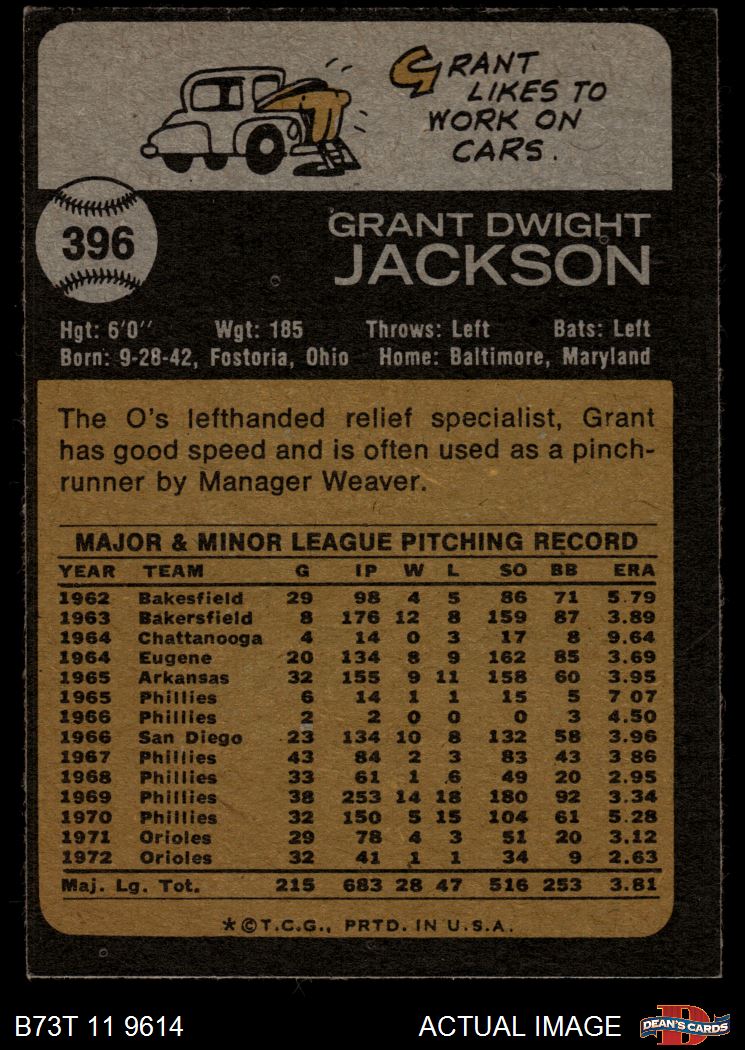 GRANT
LIKES TO
WORK ON
CARS.
396
GRANT DWIGHT
JACKSON
Hgt: 6'0" Wgt: 185 Throws: Left Bats: Left
Born: 9-28-42, Fostoria, Ohio Home: Baltimore, Maryland
The O's lefthanded relief specialist, Grant
has good speed and is often used as a pinch-
runner by Manager Weaver.
MAJOR & MINOR LEAGUE PITCHING RECORD
YEAR TEAM G IP W L SO BB ERA
1962 Bakesfield 29 98 4 5 86 71 5.79
1963 Bakersfield 8 176 12 8 159 87 3.89
1964 Chattanooga 4 14 0 3 17 8 9.64
1964 Eugene 20 134 8 9 162 85 3.69
1965 Arkansas 32 155 9 11 158 60 3.95
1965 Phillies 6 14 1 1 15 5 7 07
1966 Phillies 2 2 0 0 0 3 4.50
1966 San Diego 23 134 10 8 132 58 3.96
1967 Phillies 43 84 2 3 83 43 3 86
1968 Phillies 33 61 1 6 49 20 2.95
1969 Phillies 38 253 14 18 180 92 3.34
1970 Phillies 32 150 5 15 104 61 5.28
1971 Orioles 29 78 4 3 51 20 3.12
1972 Orioles 32 41 1 1 34 9 2.63
Maj. Lg. Tot. 215 683 28 47 516 253 3.81
*©T.C.G., PRTD. IN U.S.A.
B73T 11 9614 ACTUAL IMAGE DEAN'S CARDS